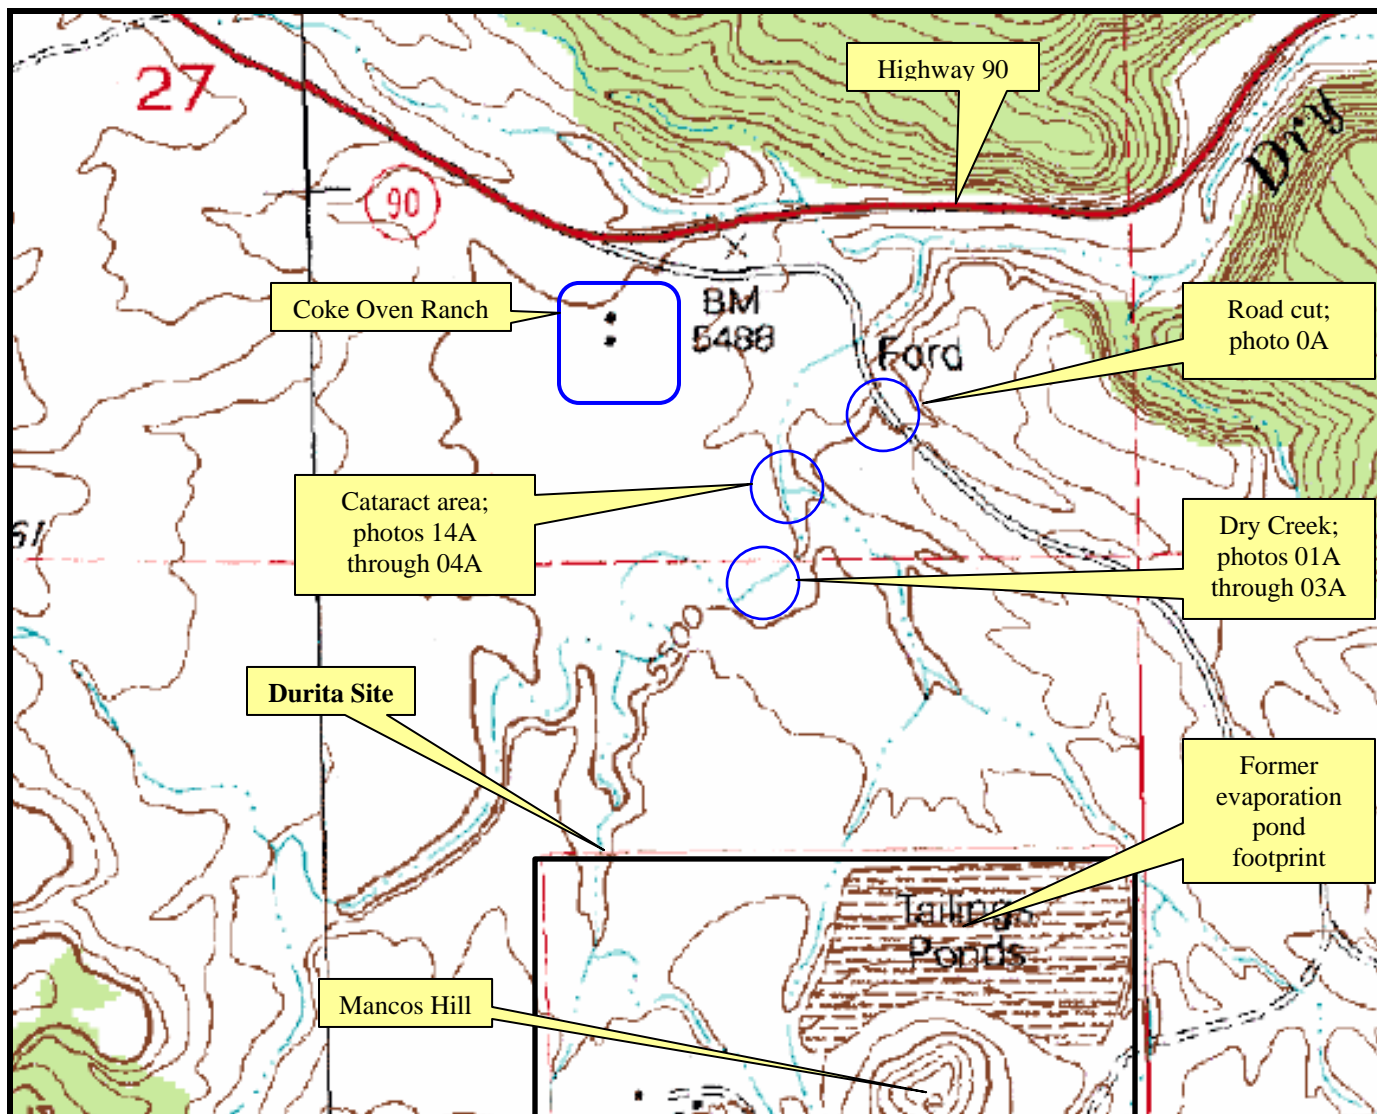 27
Highway 90
Dry
90
Coke Oven Ranch
BM
5488
Ford
Road cut;
photo 0A
Cataract area;
photos 14A
through 04A
61
Dry Creek;
photos 01A
through 03A
5500
Durita Site
Former
evaporation
pond
footprint
Tailings
Ponds
Mancos Hill